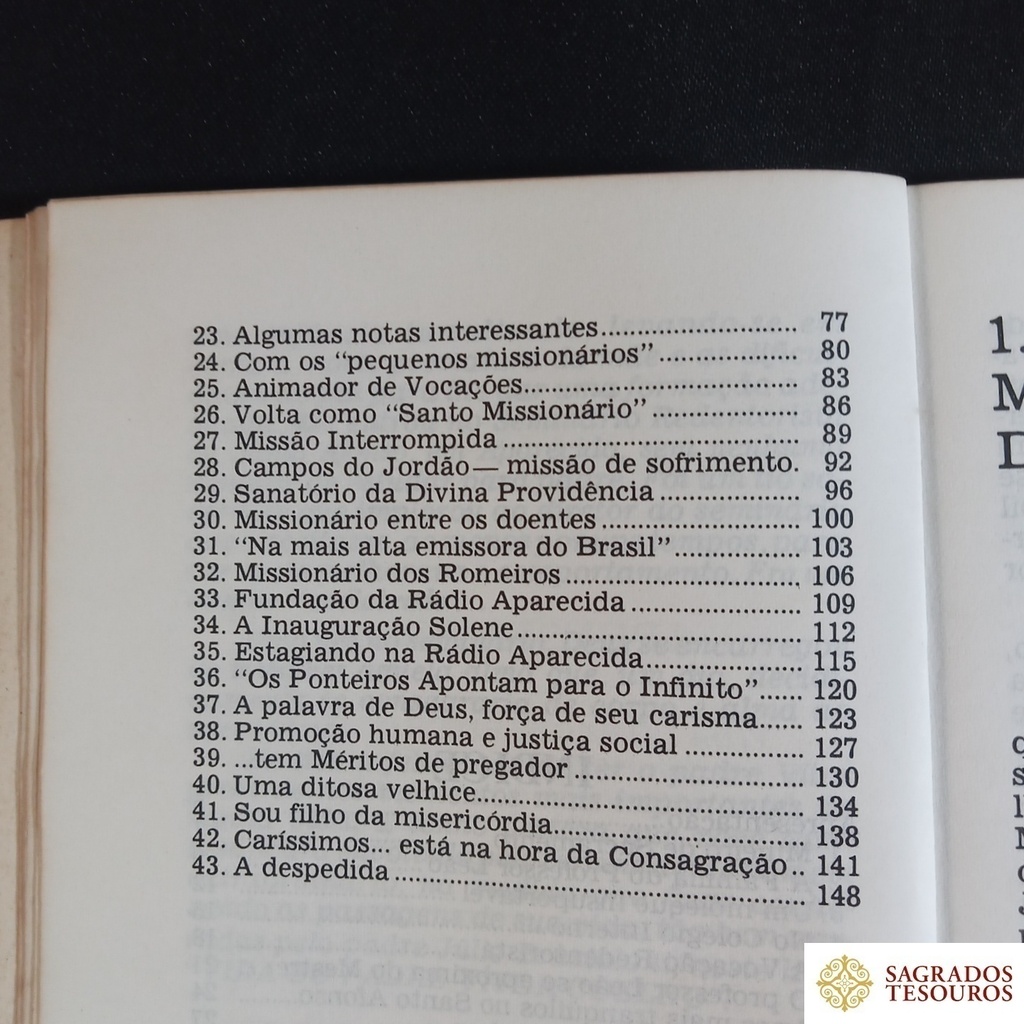 23. Algumas notas interessantes.......................... 77
24. Com os “pequenos missionários” .................. 80
25. Animador de Vocações.................................... 83
26. Volta como “Santo Missionário” ................... 86
27. Missão Interrompida ...................................... 89
28. Campos do Jordão — missão de sofrimento. 92
29. Sanatório da Divina Providência ................... 96
30. Missionário entre os doentes .......................... 100
31. “Na mais alta emissora do Brasil”................. 103
32. Missionário dos Romeiros .............................. 106
33. Fundação da Rádio Aparecida ...................... 109
34. A Inauguração Solene..................................... 112
35. Estagiando na Rádio Aparecida..................... 115
36. “Os Ponteiros Apontam para o Infinito”...... 120
37. A palavra de Deus, força de seu carisma...... 123
38. Promoção humana e justiça social ................ 127
39. ...tem Méritos de pregador .............................. 130
40. Uma ditosa velhice.......................................... 134
41. Sou filho da misericórdia................................ 138
42. Caríssimos... está na hora da Consagração.. 141
43. A despedida ..................................................... 148
1.
SAGRADOS
TESOUROS